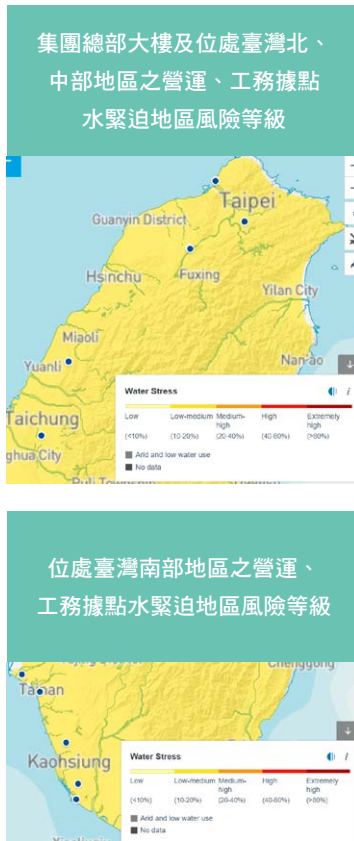 集團總部大樓及位處臺灣北、
中部地區之營運、工務據點
水緊迫地區風險等級
Taipei
Guanyin District
Hsinchu
Fuxing
Yilan City
Miaoli
Nan-ao
Yuanli
Taichung
ghua City
Water Stress
Low
Low-medium
Medium-
high
High
Extremely
high
(<10%)
(10-20%)
(20-40%)
(40-80%)
(>80%)
Arid and low water use
No data
位處臺灣南部地區之營運、
工務據點水緊迫地區風險等級
Chenggong
Tainan
Kaohsiung
Water Stress
Low
Low-medium
Medium-
high
High
Extremely
high
(<10%)
(10-20%)
(20-40%)
(40-80%)
(>80%)
Arid and low water use
No data